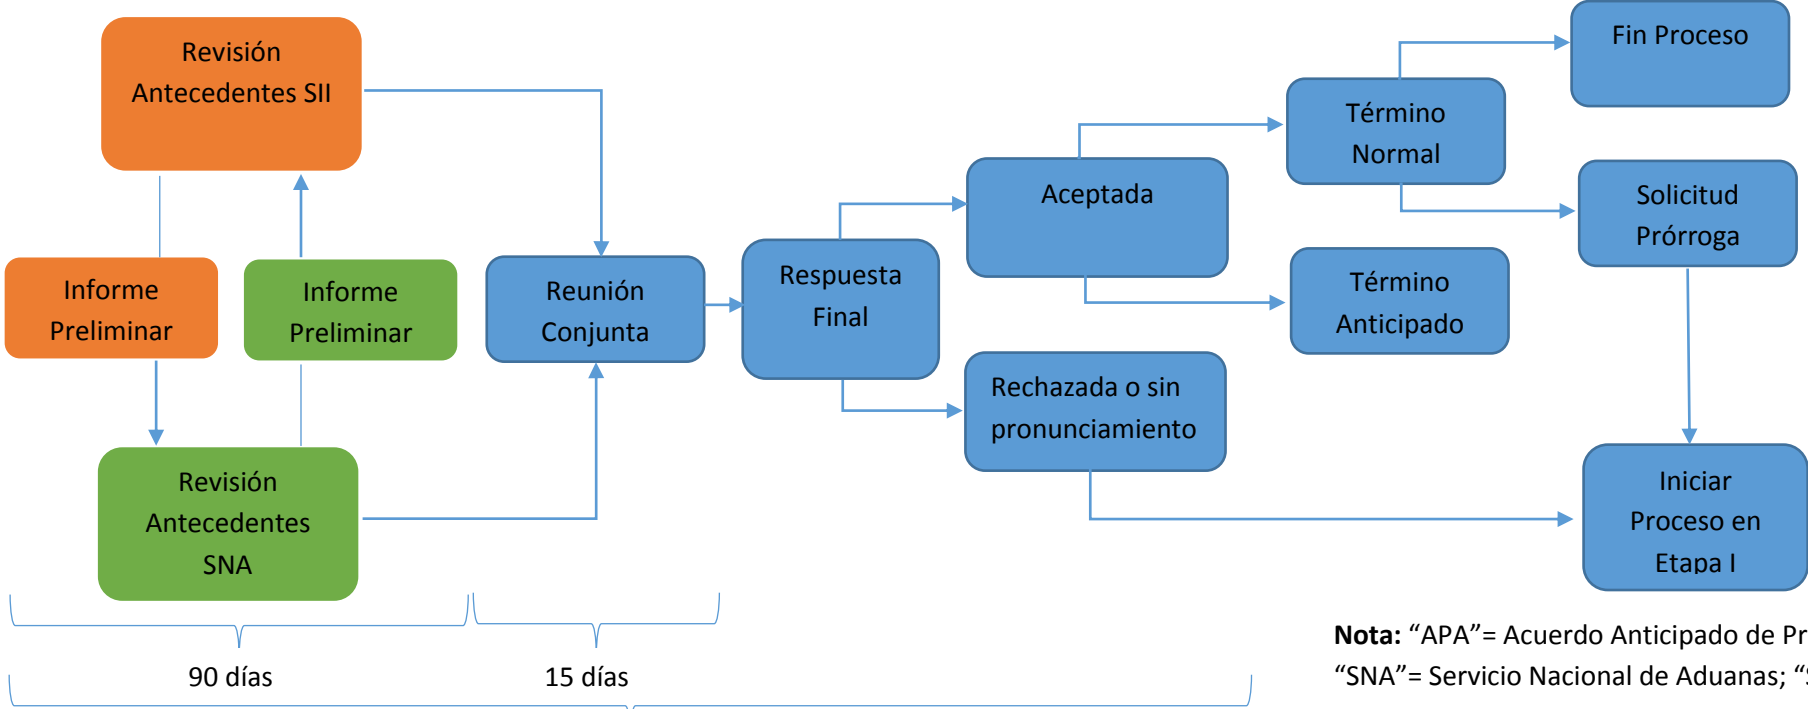 Revisión
Antecedentes SII
Informe
Preliminar
Informe
Preliminar
Revisión
Antecedentes
SNA
Reunión
Conjunta
Respuesta
Final
Aceptada
Rechazada o sin
pronunciamiento
Término
Normal
Término
Anticipado
Fin Proceso
Solicitud
Prórroga
Iniciar
Proceso en
Etapa I
90 días
15 días
Nota: “APA”= Acuerdo Anticipado de Pr
“SNA”= Servicio Nacional de Aduanas; “S